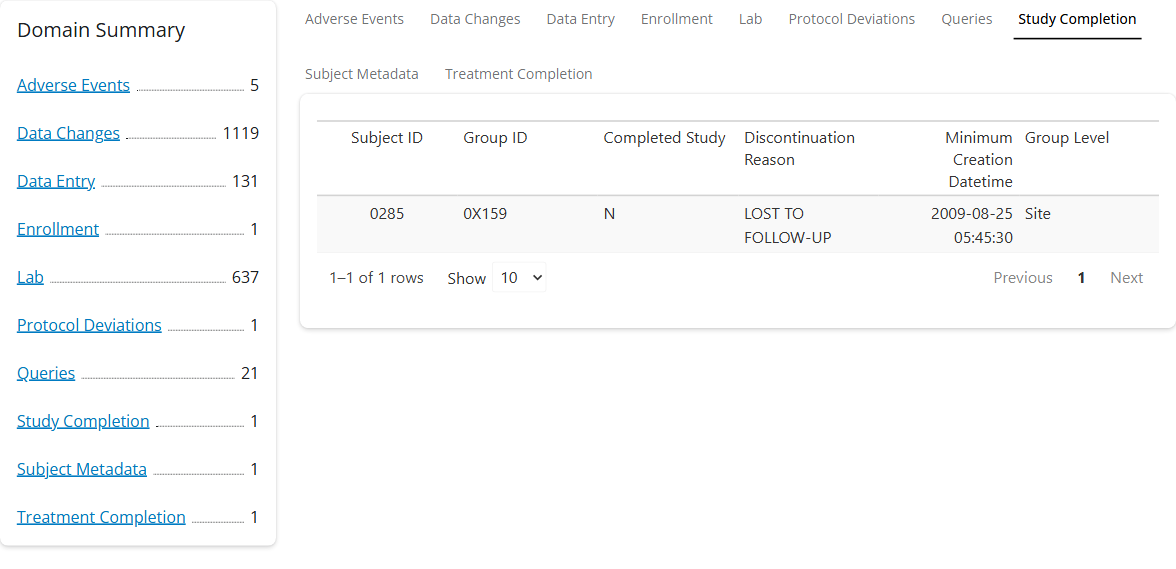 Domain Summary
Adverse Events 5
Data Changes 1119
Data Entry 131
Enrollment 1
Lab 637
Protocol Deviations 1
Queries 21
Study Completion 1
Subject Metadata 1
Treatment Completion 1
Adverse Events Data Changes Data Entry Enrollment Lab Protocol Deviations Queries Study Completion
Subject Metadata Treatment Completion
Subject ID Group ID Completed Study Discontinuation Minimum Group Level
Reason Creation
Datetime
0285 0X159 N LOST TO 2009-08-25 Site
FOLLOW-UP 05:45:30
1–1 of 1 rows Show 10 Previous 1 Next